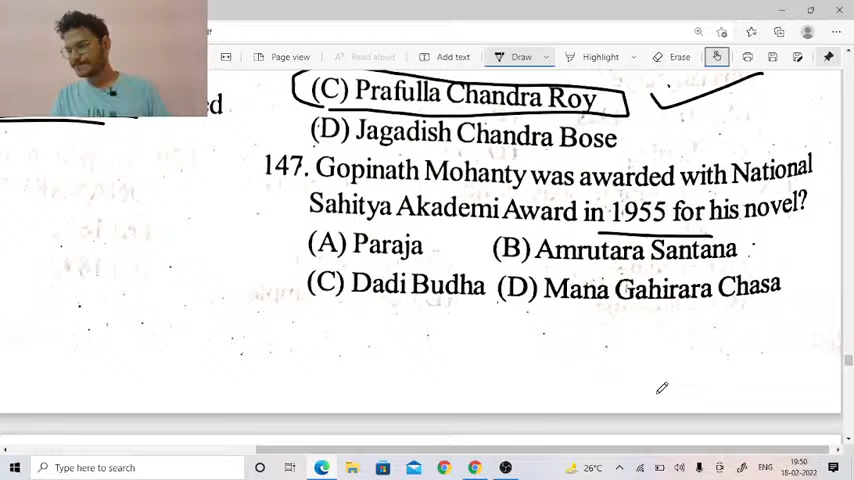 df
Page view
Read aloud
Add text
Draw
Highlight
Erase
ed
(C) Prafulla Chandra Roy
(D) Jagadish Chandra Bose
147. Gopinath Mohanty was awarded with National
Sahitya Akademi Award in 1955 for his novel?
(A) Paraja (B) Amrutara Santana
(C) Dadi Budha (D) Mana Gahirara Chasa
Type here to search
26°C
ENG
19:50
18-02-2022